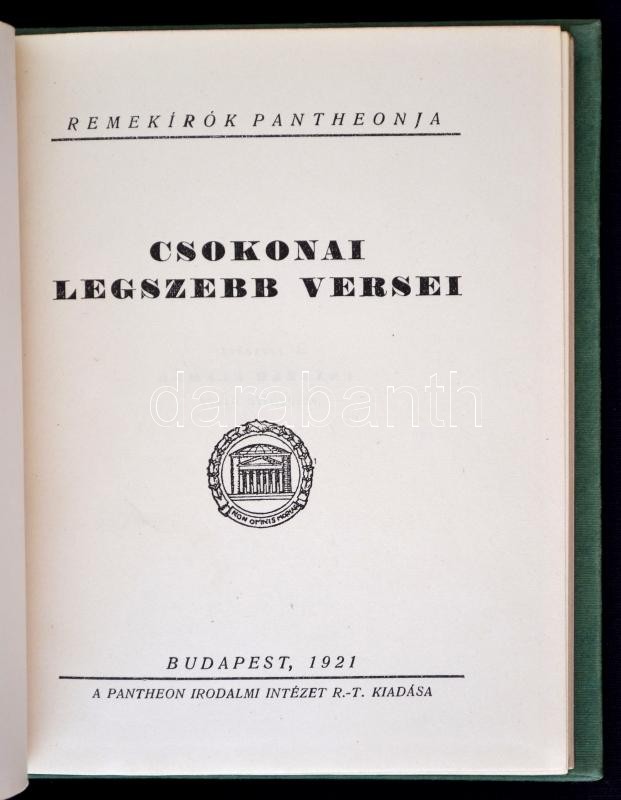 REMEKÍRÓK PANTHEONJA
CSOKONAI
LEGSZEBB VERSEI
darabanth
NON OMNIS MORIAR
BUDAPEST, 1921
A PANTHEON IRODALMI INTÉZET R.-T. KIADÁSA